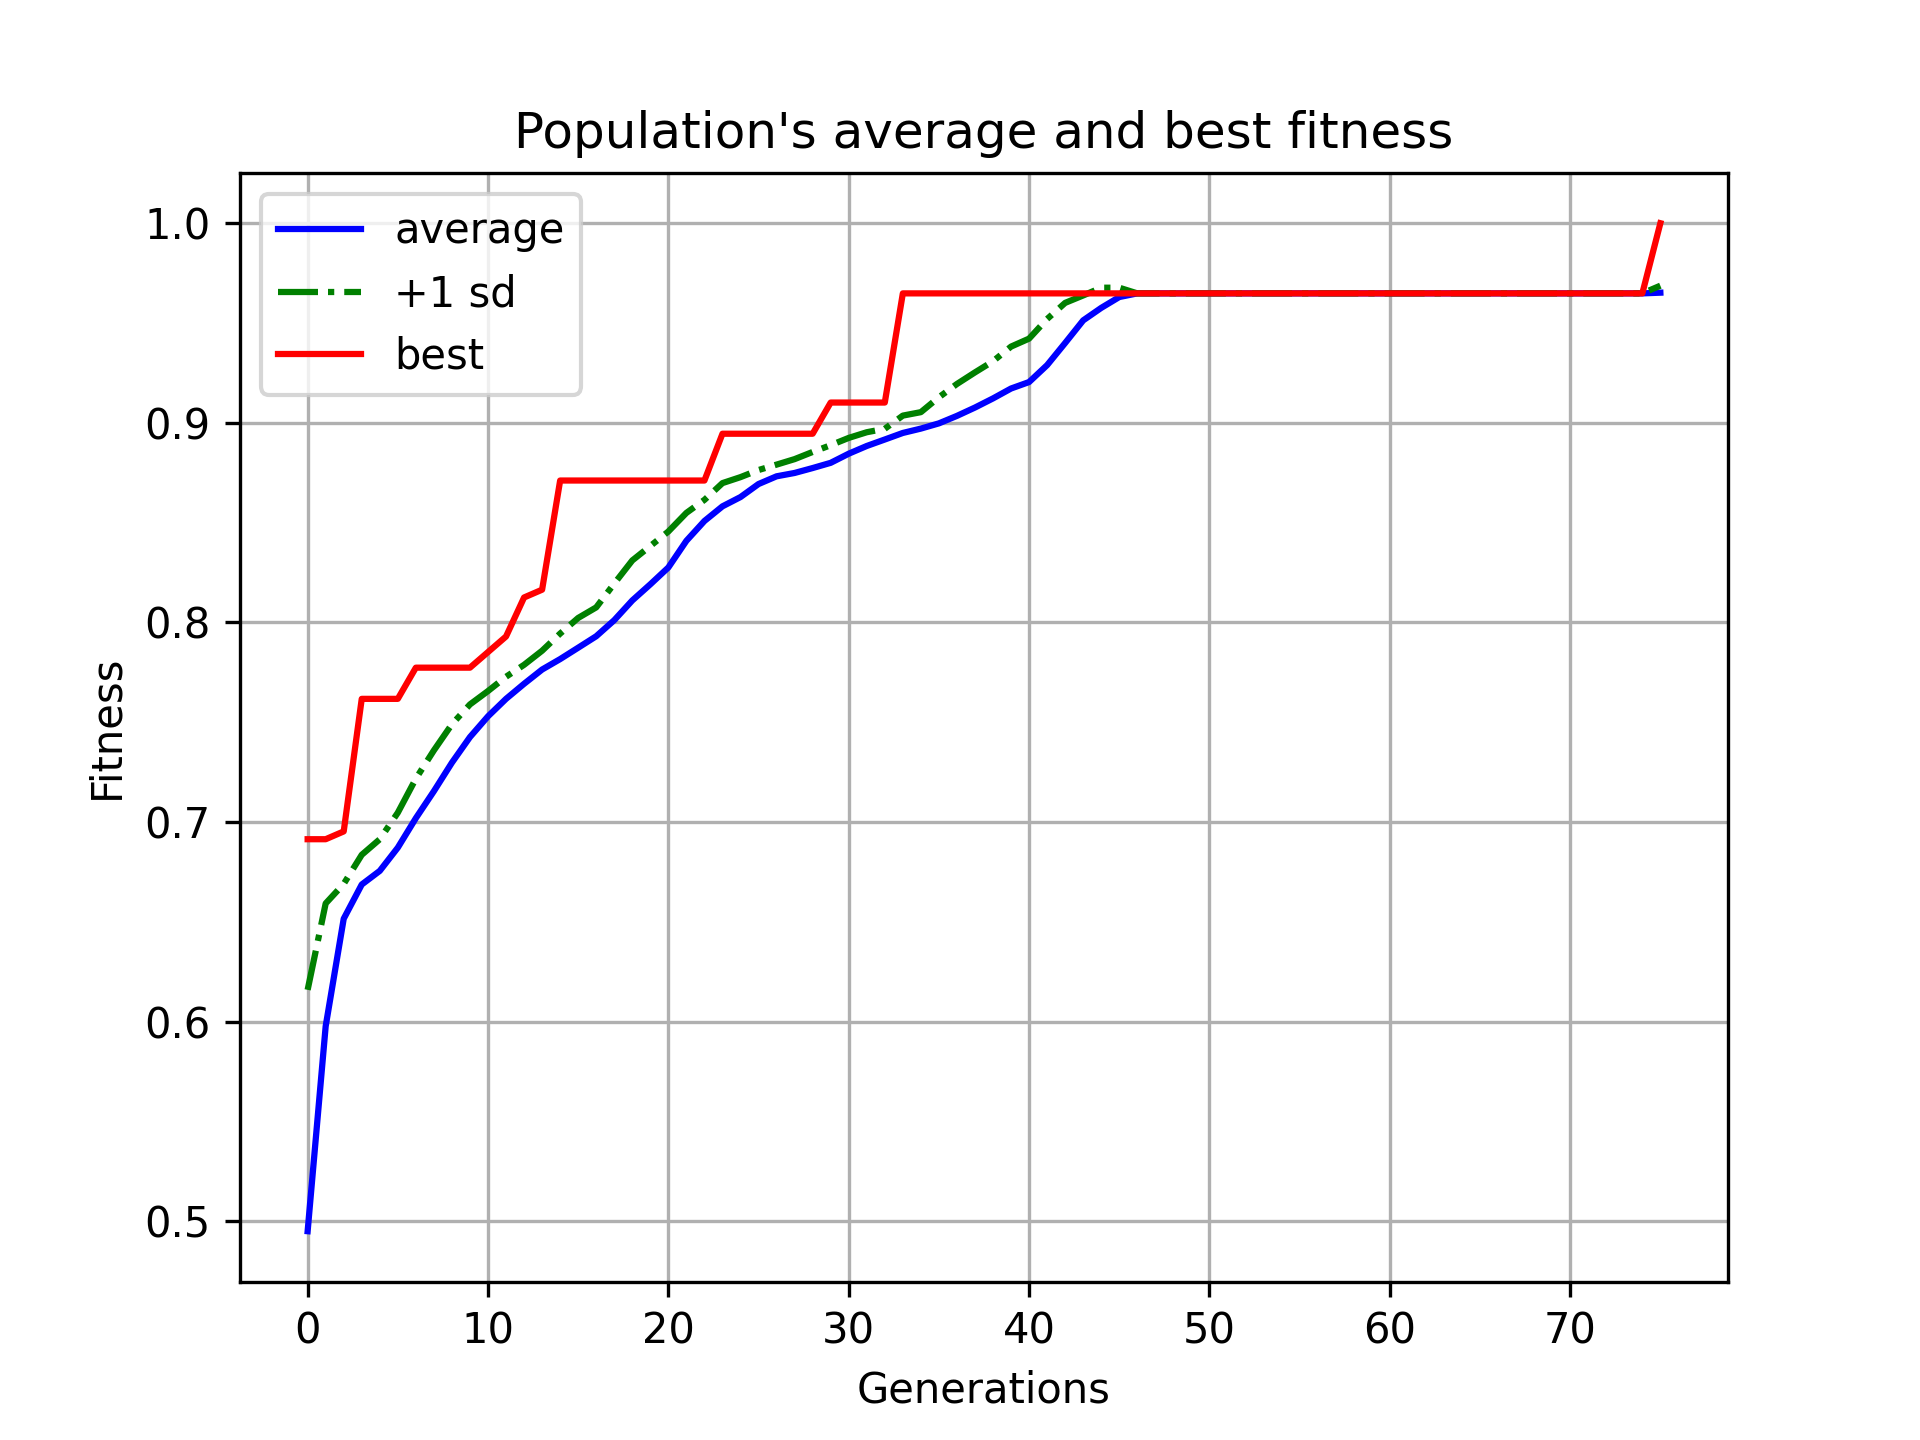 Population's average and best fitness
average
+1 sd
best
1.0
0.9
0.8
0.7
0.6
0.5
Fitness
0 10 20 30 40 50 60 70
Generations